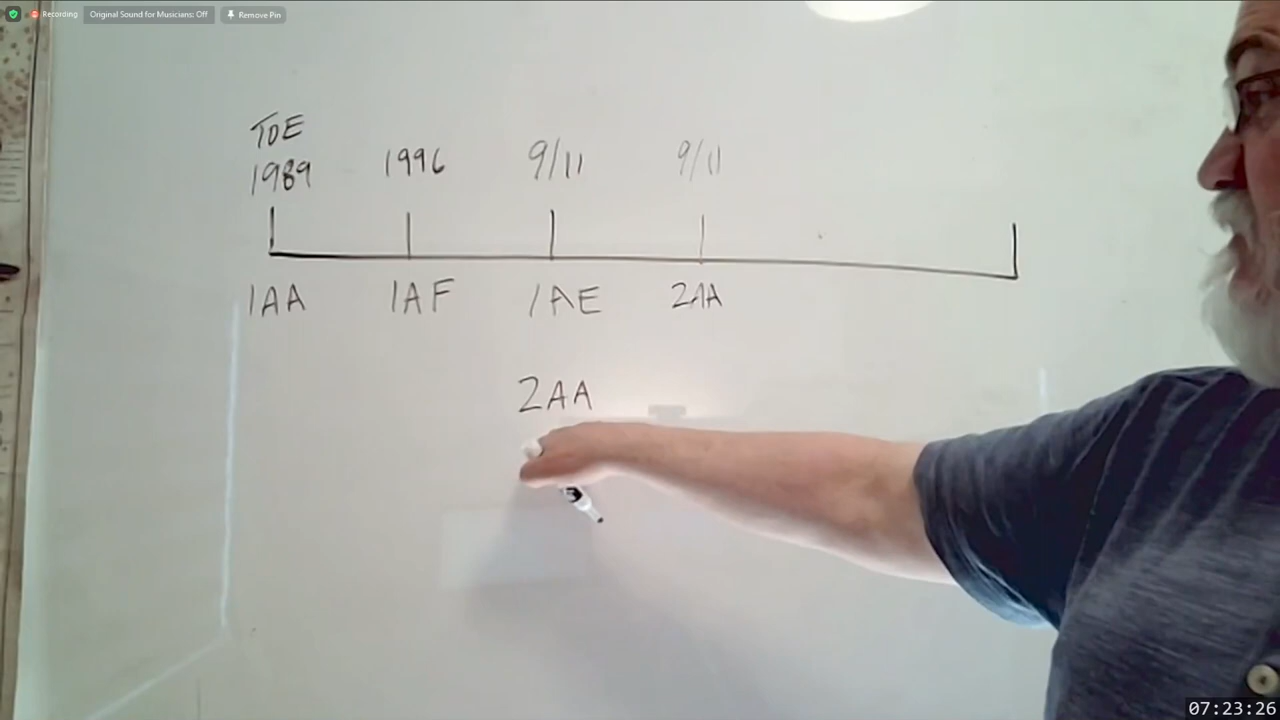 Recording
Original Sound for Musicians: Off
Remove Pin
TOE
1989 1996 9/11 9/11
1AA 1AF 1AE 2AA
2AA
07:23:26